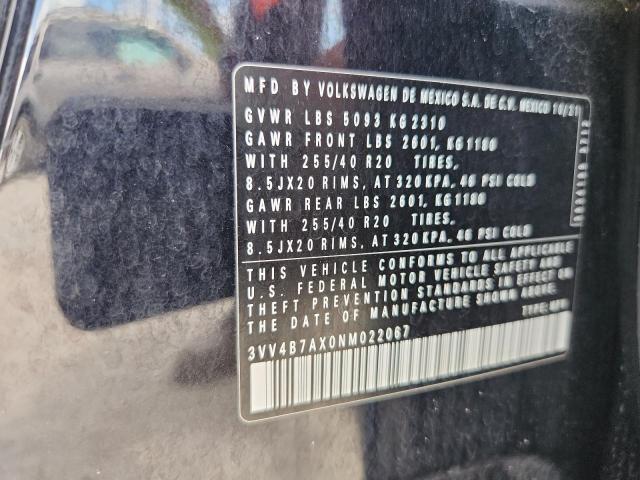 MFD BY VOLKSWAGEN DE MEXICO S.A. DE C.V. MEXICO 10/21
GVWR LBS 5093 KG 2310
GAWR FRONT LBS 2601, KG 1180
WITH 255/40 R20 TIRES,
8.5JX20 RIMS, AT 320 KPA, 46 PSI COLD
GAWR REAR LBS 2601, KG 1180
WITH 255/40 R20 TIRES,
8.5JX20 RIMS, AT 320 KPA, 46 PSI COLD
THIS VEHICLE CONFORMS TO ALL APPLICABLE
U.S. FEDERAL MOTOR VEHICLE SAFETY AND
THEFT PREVENTION STANDARDS IN EFFECT ON
THE DATE OF MANUFACTURE SHOWN ABOVE.
TYPE: MPV
3VV4B7AX0NM022067